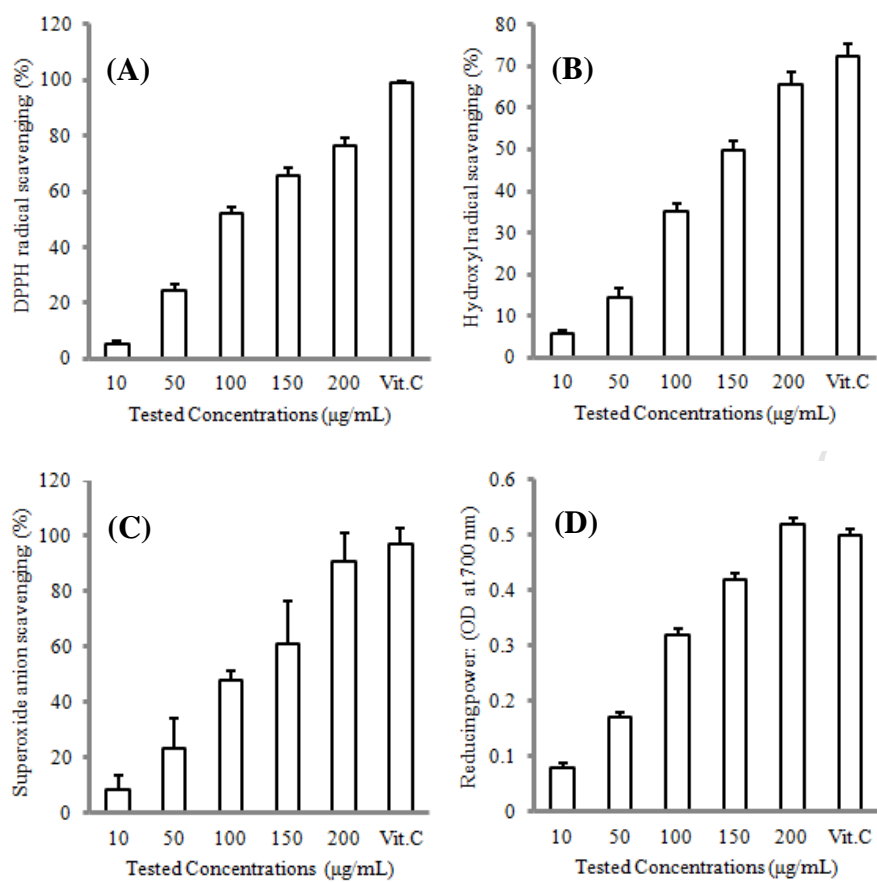 (A)
DPPH radical scavenging (%)
120
100
80
60
40
20
0
10 50 100 150 200 Vit.C
Tested Concentrations (µg/mL)
(B)
Hydroxyl radical scavenging (%)
80
70
60
50
40
30
20
10
0
10 50 100 150 200 Vit.C
Tested Concentrations (µg/mL)
(C)
Superoxide anion scavenging (%)
120
100
80
60
40
20
0
10 50 100 150 200 Vit.C
Tested Concentrations (µg/mL)
(D)
Reducing power: (OD at 700 nm)
0.6
0.5
0.4
0.3
0.2
0.1
0
10 50 100 150 200 Vit.C
Tested Concentrations (µg/mL)